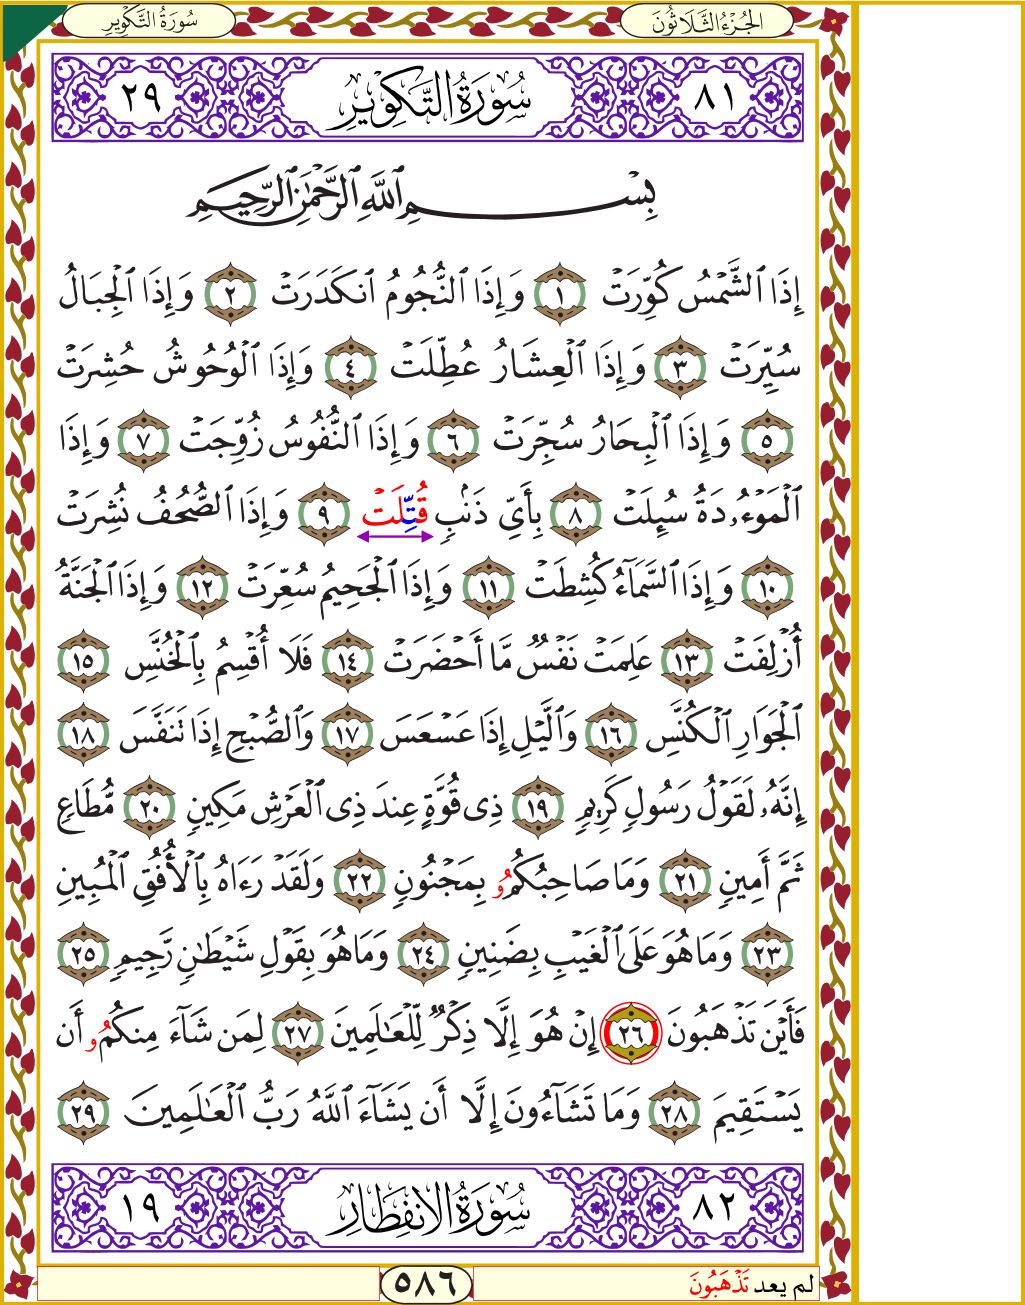 الجُزْءُ الثَّلَاثُونَ
سُورَةُ التَّكْوِيرِ
٨١ سُورَةُ التَّكْوِيرِ ٢٩
بِسْمِ ٱللَّهِ ٱلرَّحْمَٰنِ ٱلرَّحِيمِ
إِذَا ٱلشَّمْسُ كُوِّرَتْ ١ وَإِذَا ٱلنُّجُومُ ٱنكَدَرَتْ ٢ وَإِذَا ٱلْجِبَالُ
سُيِّرَتْ ٣ وَإِذَا ٱلْعِشَارُ عُطِّلَتْ ٤ وَإِذَا ٱلْوُحُوشُ حُشِرَتْ
٥ وَإِذَا ٱلْبِحَارُ سُجِّرَتْ ٦ وَإِذَا ٱلنُّفُوسُ زُوِّجَتْ ٧ وَإِذَا
ٱلْمَوْءُۥدَةُ سُئِلَتْ ٨ بِأَىِّ ذَنۢبٍ قُتِّلَتْ ٩ وَإِذَا ٱلصُّحُفُ نُشِرَتْ
١٠ وَإِذَا ٱلسَّمَآءُ كُشِطَتْ ١١ وَإِذَا ٱلْجَحِيمُ سُعِّرَتْ ١٢ وَإِذَا ٱلْجَنَّةُ
أُزْلِفَتْ ١٣ عَلِمَتْ نَفْسٌ مَّا أَحْضَرَتْ ١٤ فَلَا أُقْسِمُ بِٱلْخُنَّسِ ١٥
ٱلْجَوَارِ ٱلْكُنَّسِ ١٦ وَٱلَّيْلِ إِذَا عَسْعَسَ ١٧ وَٱلصُّبْحِ إِذَا تَنَفَّسَ ١٨
إِنَّهُۥ لَقَوْلُ رَسُولٍ كَرِيمٍ ١٩ ذِى قُوَّةٍ عِندَ ذِى ٱلْعَرْشِ مَكِينٍ ٢٠ مُّطَاعٍ
ثَمَّ أَمِينٍ ٢١ وَمَا صَاحِبُكُمُۥ بِمَجْنُونٍ ٢٢ وَلَقَدْ رَءَاهُ بِٱلْأُفُقِ ٱلْمُبِينِ
٢٣ وَمَا هُوَ عَلَى ٱلْغَيْبِ بِضَنِينٍ ٢٤ وَمَا هُوَ بِقَوْلِ شَيْطَٰنٍ رَّجِيمٍ ٢٥
فَأَيْنَ تَذْهَبُونَ ٢٦ إِنْ هُوَ إِلَّا ذِكْرٌ لِّلْعَٰلَمِينَ ٢٧ لِمَن شَآءَ مِنكُمُۥ أَن
يَسْتَقِيمَ ٢٨ وَمَا تَشَآءُونَ إِلَّا أَن يَشَآءَ ٱللَّهُ رَبُّ ٱلْعَٰلَمِينَ ٢٩
٨٢ سُورَةُ الانفِطَارِ ١٩
لم يعد تَذْهَبُونَ
٥٨٦